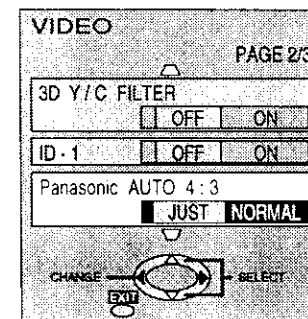 VIDEO
PAGE 2/3
3D Y/C FILTER
OFF ON
ID-1 OFF ON
Panasonic AUTO 4:3
JUST NORMAL
CHANGE SELECT
EXIT